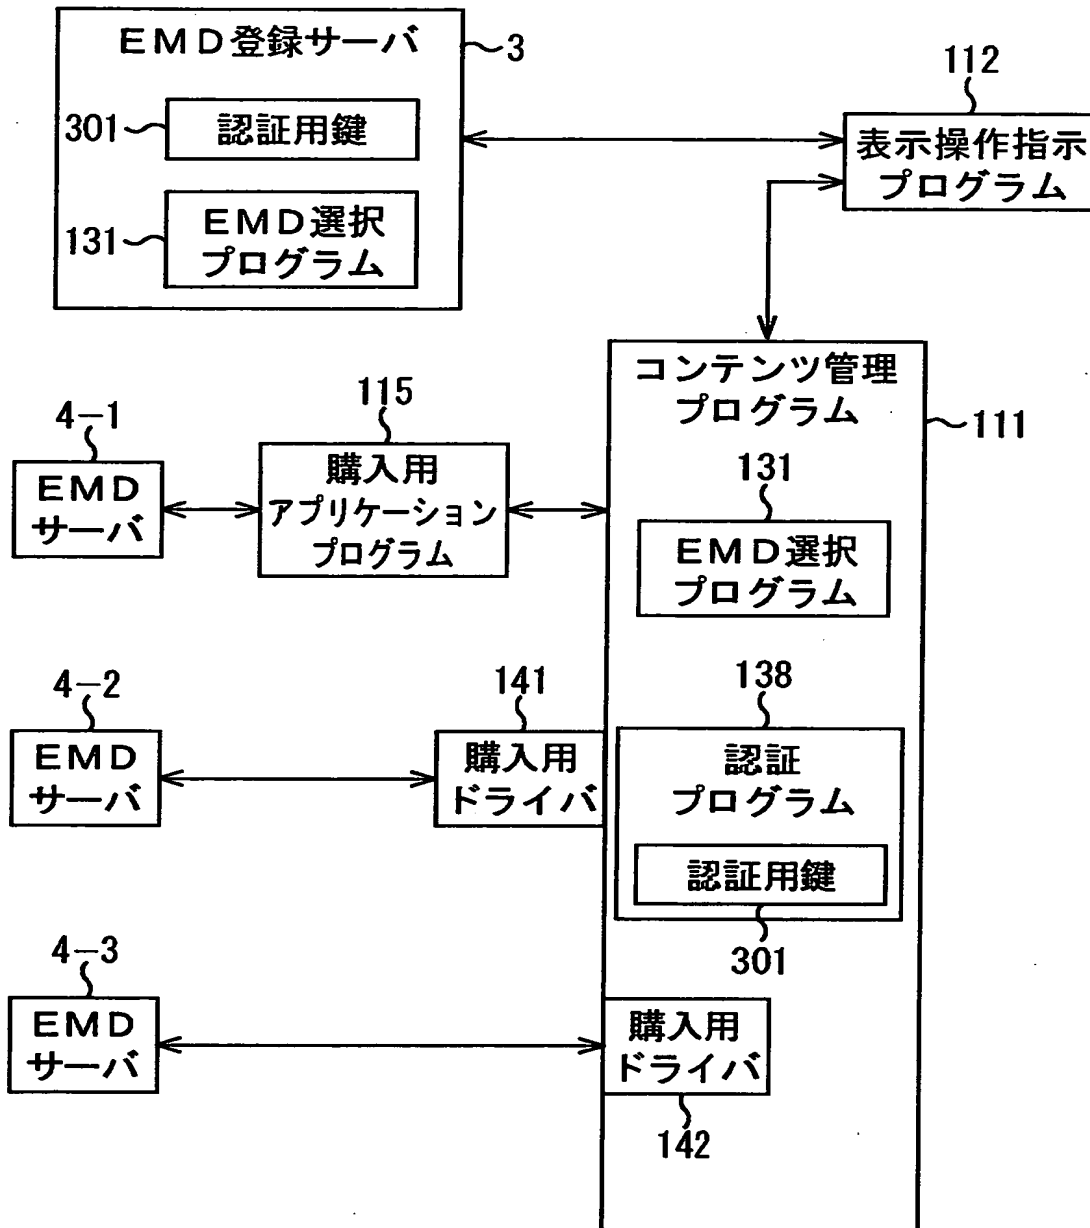 EMD登録サーバ
3
301
認証用鍵
131
EMD選択
プログラム
112
表示操作指示
プログラム
コンテンツ管理
プログラム
111
4-1
EMD
サーバ
115
購入用
アプリケーション
プログラム
131
EMD選択
プログラム
4-2
EMD
サーバ
141
購入用
ドライバ
138
認証
プログラム
認証用鍵
301
4-3
EMD
サーバ
購入用
ドライバ
142